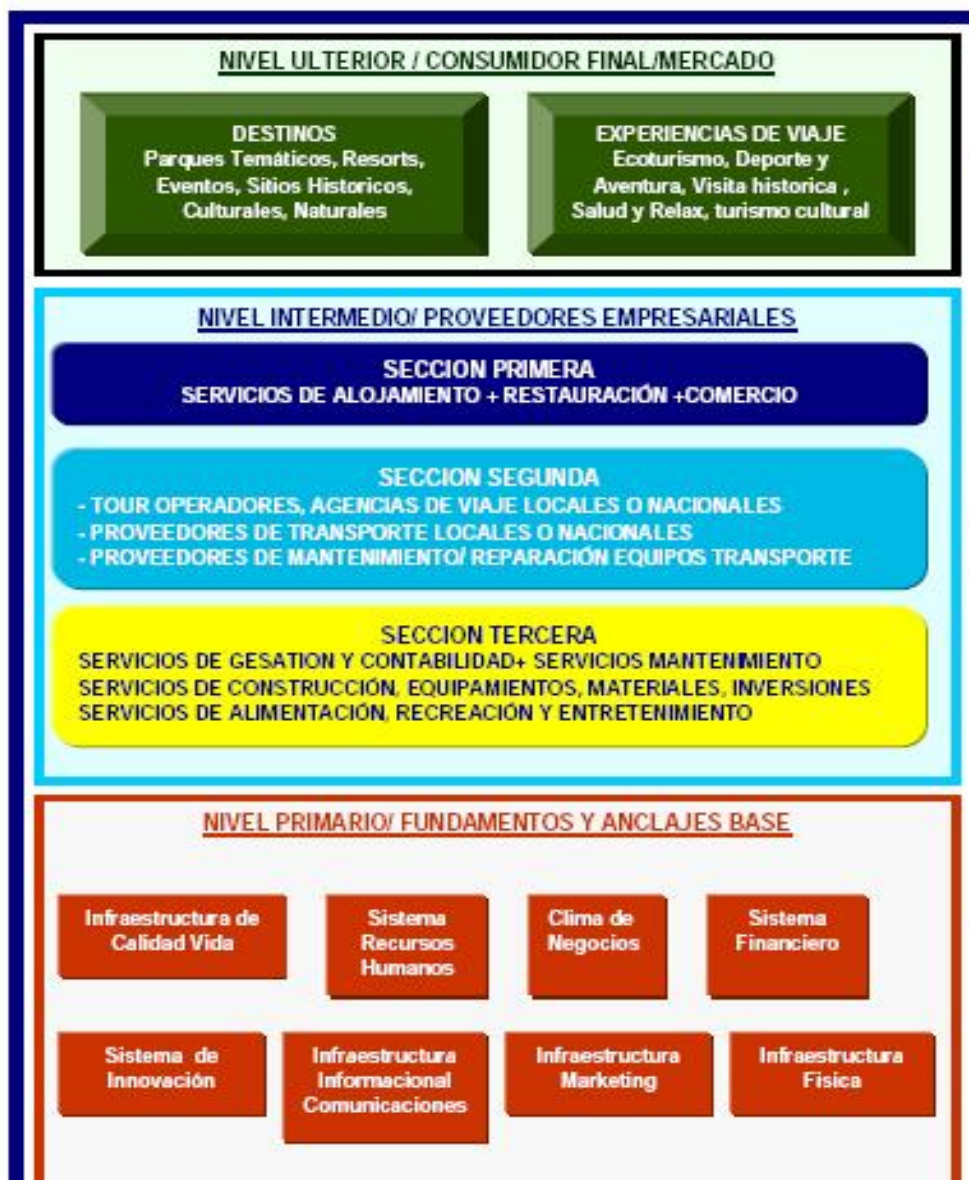 NIVEL ULTERIOR / CONSUMIDOR FINAL/MERCADO
DESTINOS
Parques Temáticos, Resorts,
Eventos, Sitios Historicos,
Culturales, Naturales
EXPERIENCIAS DE VIAJE
Ecoturismo, Deporte y
Aventura, Visita historica ,
Salud y Relax, turismo cultural
NIVEL INTERMEDIO/ PROVEEDORES EMPRESARIALES
SECCION PRIMERA
SERVICIOS DE ALOJAMIENTO + RESTAURACIÓN +COMERCIO
SECCION SEGUNDA
- TOUR OPERADORES, AGENCIAS DE VIAJE LOCALES O NACIONALES
- PROVEEDORES DE TRANSPORTE LOCALES O NACIONALES
- PROVEEDORES DE MANTENIMIENTO/ REPARACIÓN EQUIPOS TRANSPORTE
SECCION TERCERA
SERVICIOS DE GESATION Y CONTABILIDAD+ SERVICIOS MANTENIMIENTO
SERVICIOS DE CONSTRUCCIÓN, EQUIPAMIENTOS, MATERIALES, INVERSIONES
SERVICIOS DE ALIMENTACIÓN, RECREACIÓN Y ENTRETENIMIENTO
NIVEL PRIMARIO/ FUNDAMENTOS Y ANCLAJES BASE
Infraestructura de
Calidad Vida
Sistema
Recursos
Humanos
Clima de
Negocios
Sistema
Financiero
Sistema de
Innovación
Infraestructura
Informacional
Comunicaciones
Infraestructura
Marketing
Infraestructura
Fisica